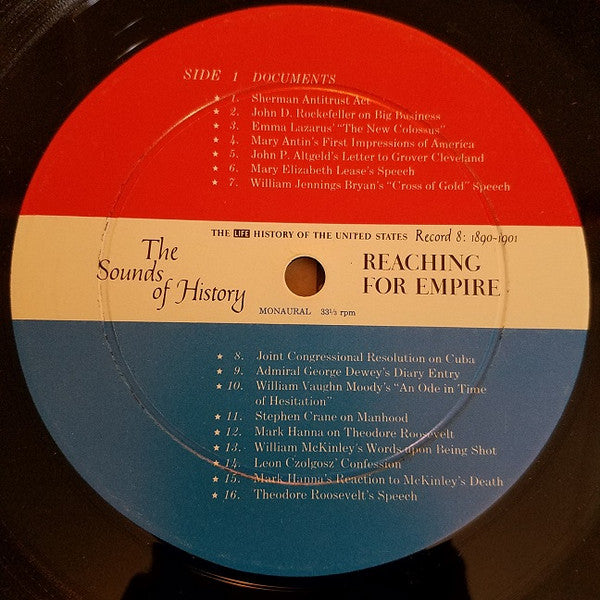 SIDE 1 DOCUMENTS
★ 1. Sherman Antitrust Act
★ 2. John D. Rockefeller on Big Business
★ 3. Emma Lazarus' "The New Colossus"
★ 4. Mary Antin's First Impressions of America
★ 5. John P. Altgeld's Letter to Grover Cleveland
★ 6. Mary Elizabeth Lease's Speech
★ 7. William Jennings Bryan's "Cross of Gold" Speech
THE LIFE HISTORY OF THE UNITED STATES Record 8: 1890-1901
The
Sounds
of History
REACHING
FOR EMPIRE
MONAURAL 33⅓ rpm
★ 8. Joint Congressional Resolution on Cuba
★ 9. Admiral George Dewey's Diary Entry
★ 10. William Vaughn Moody's "An Ode in Time
of Hesitation"
★ 11. Stephen Crane on Manhood
★ 12. Mark Hanna on Theodore Roosevelt
★ 13. William McKinley's Words upon Being Shot
★ 14. Leon Czolgosz' Confession
★ 15. Mark Hanna's Reaction to McKinley's Death
★ 16. Theodore Roosevelt's Speech